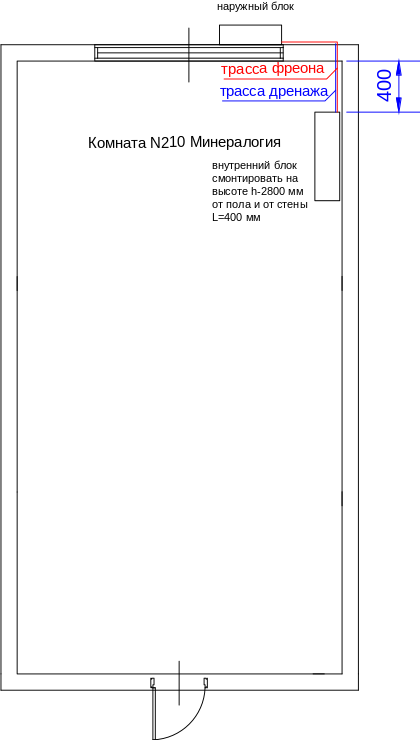 наружный блок
трасса фреона
трасса дренажа
400
Комната N210 Минералогия
внутренний блок
смонтировать на
высоте h-2800 мм
от пола и от стены
L=400 мм